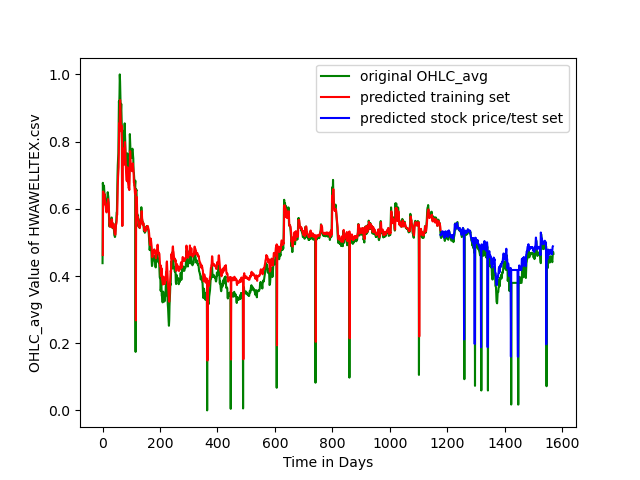 original OHLC_avg
predicted training set
predicted stock price/test set
OHLC_avg Value of HWAWELLTEX.csv
1.0
0.8
0.6
0.4
0.2
0.0
0 200 400 600 800 1000 1200 1400 1600
Time in Days